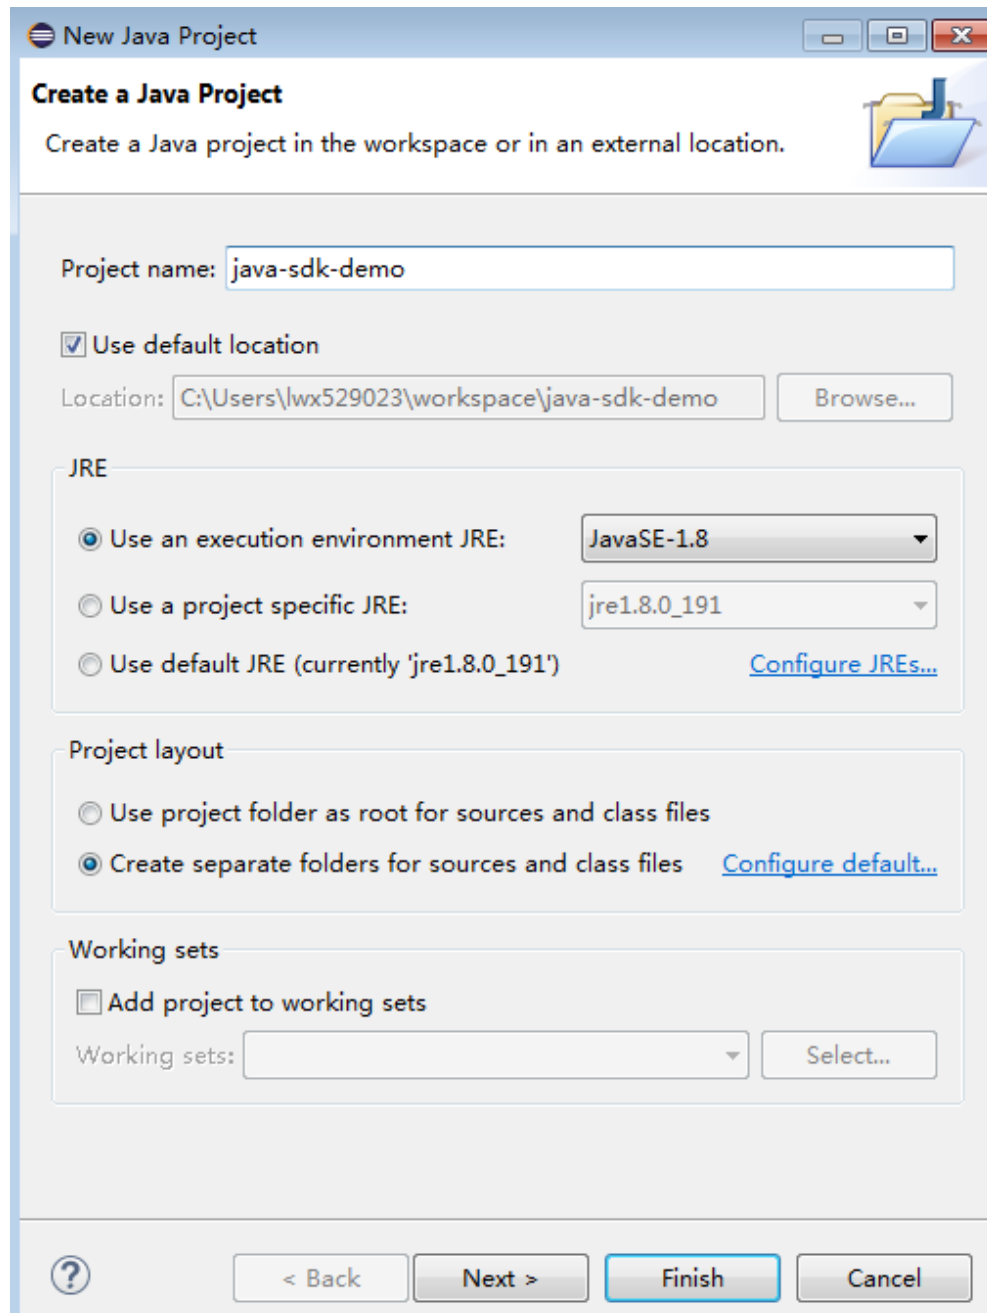 New Java Project
Create a Java Project
Create a Java project in the workspace or in an external location.
Project name: java-sdk-demo
Use default location
Location: C:\Users\lwx529023\workspace\java-sdk-demo Browse...
JRE
Use an execution environment JRE: JavaSE-1.8
Use a project specific JRE: jre1.8.0_191
Use default JRE (currently 'jre1.8.0_191') Configure JREs...
Project layout
Use project folder as root for sources and class files
Create separate folders for sources and class files Configure default...
Working sets
Add project to working sets
Working sets: Select...
? < Back Next > Finish Cancel